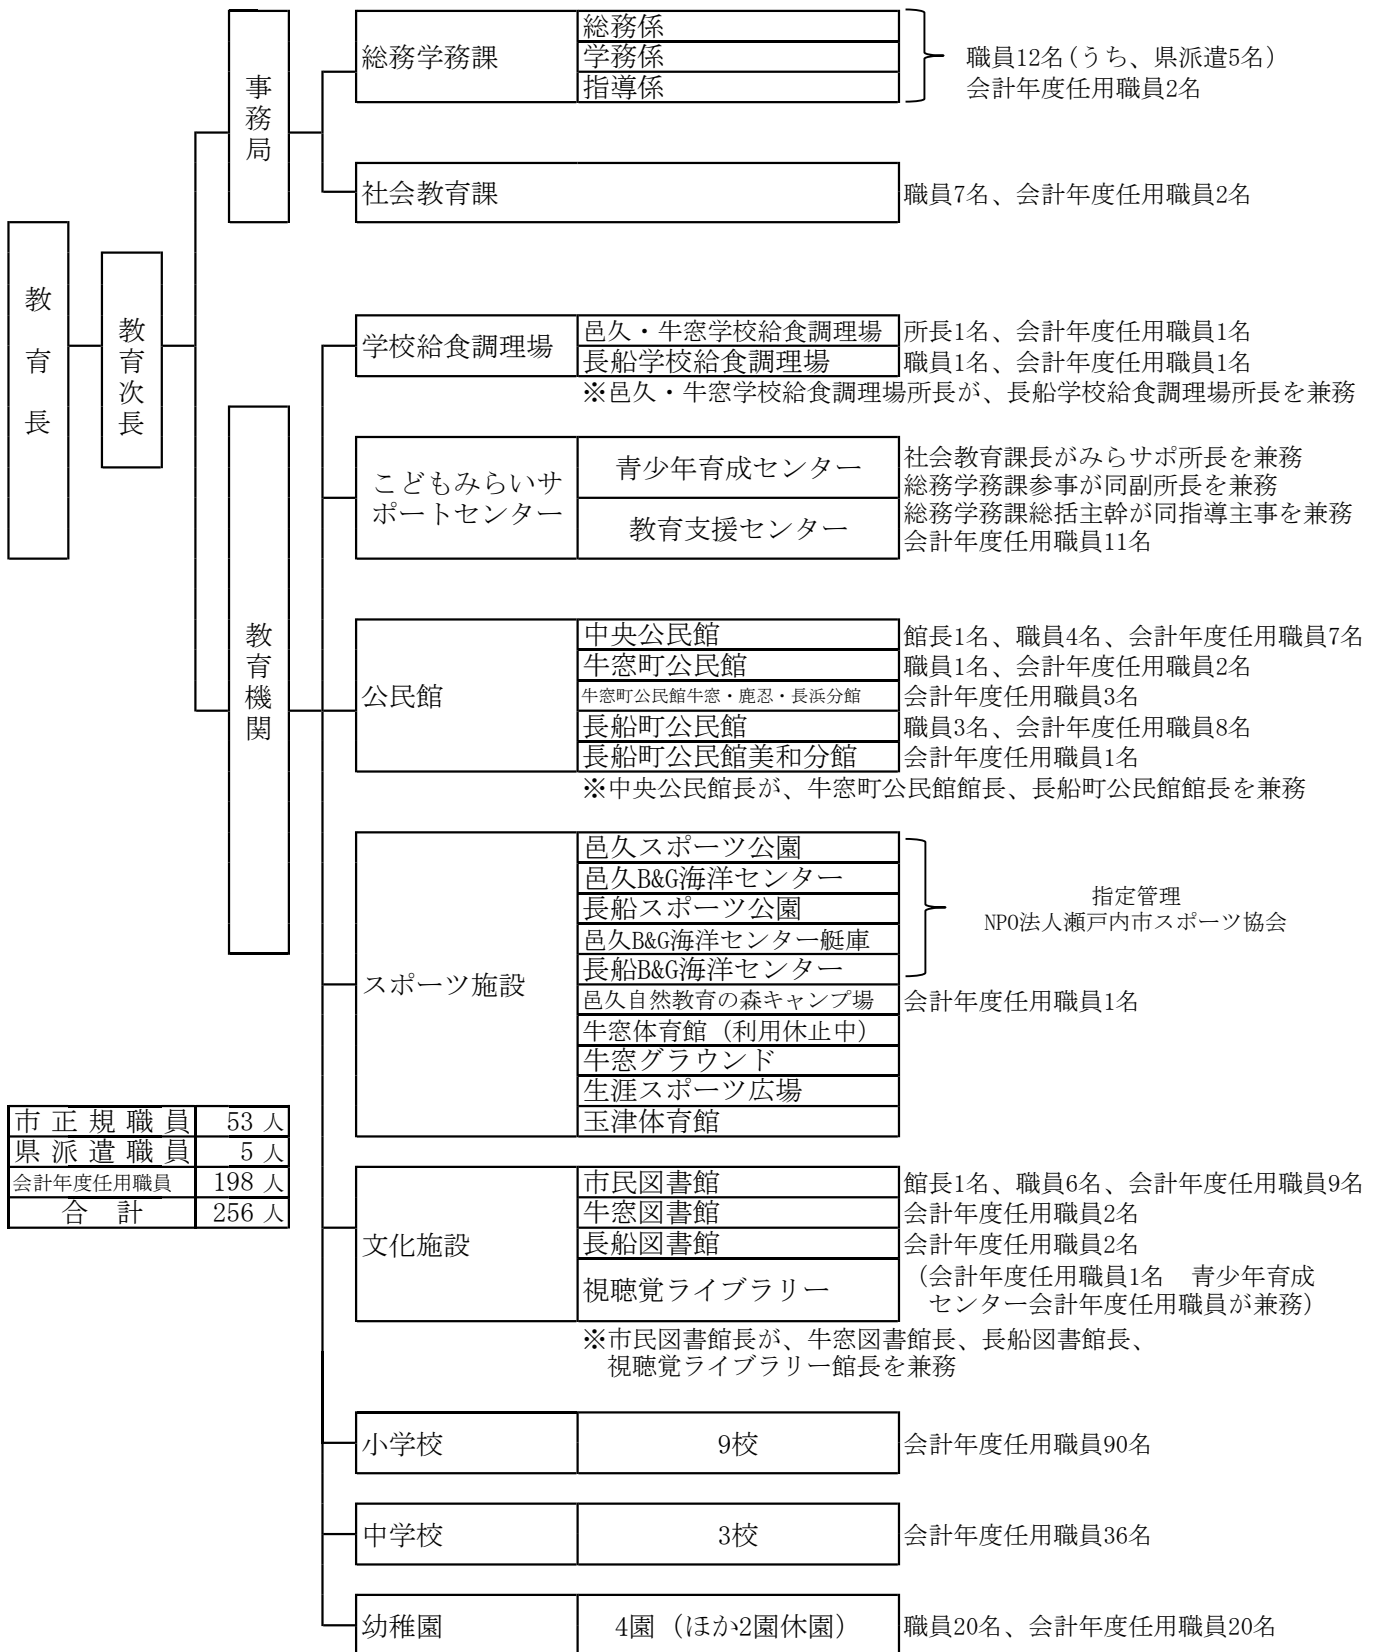 教育長
教育次長
事務局
総務学務課
総務係
学務係
指導係
職員12名(うち、県派遣5名)
会計年度任用職員2名
社会教育課
職員7名、会計年度任用職員2名
教育機関
学校給食調理場
邑久・牛窓学校給食調理場
所長1名、会計年度任用職員1名
長船学校給食調理場
職員1名、会計年度任用職員1名
※邑久・牛窓学校給食調理場所長が、長船学校給食調理場所長を兼務
こどもみらいサ
ポートセンター
青少年育成センター
教育支援センター
社会教育課長がみらサポ所長を兼務
総務学務課参事が同副所長を兼務
総務学務課総括主幹が同指導主事を兼務
会計年度任用職員11名
公民館
中央公民館
館長1名、職員4名、会計年度任用職員7名
牛窓町公民館
職員1名、会計年度任用職員2名
牛窓町公民館牛窓・鹿忍・長浜分館
会計年度任用職員3名
長船町公民館
職員3名、会計年度任用職員8名
長船町公民館美和分館
会計年度任用職員1名
※中央公民館長が、牛窓町公民館館長、長船町公民館館長を兼務
スポーツ施設
邑久スポーツ公園
邑久B&G海洋センター
長船スポーツ公園
邑久B&G海洋センター艇庫
長船B&G海洋センター
指定管理
NPO法人瀬戸内市スポーツ協会
邑久自然教育の森キャンプ場
会計年度任用職員1名
牛窓体育館（利用休止中）
牛窓グラウンド
生涯スポーツ広場
玉津体育館
市正規職員 53人
県派遣職員 5人
会計年度任用職員 198人
合計 256人
文化施設
市民図書館
館長1名、職員6名、会計年度任用職員9名
牛窓図書館
会計年度任用職員2名
長船図書館
会計年度任用職員2名
視聴覚ライブラリー
（会計年度任用職員1名　青少年育成
センター会計年度任用職員が兼務）
※市民図書館長が、牛窓図書館長、長船図書館長、
視聴覚ライブラリー館長を兼務
小学校
9校
会計年度任用職員90名
中学校
3校
会計年度任用職員36名
幼稚園
4園（ほか2園休園）
職員20名、会計年度任用職員20名